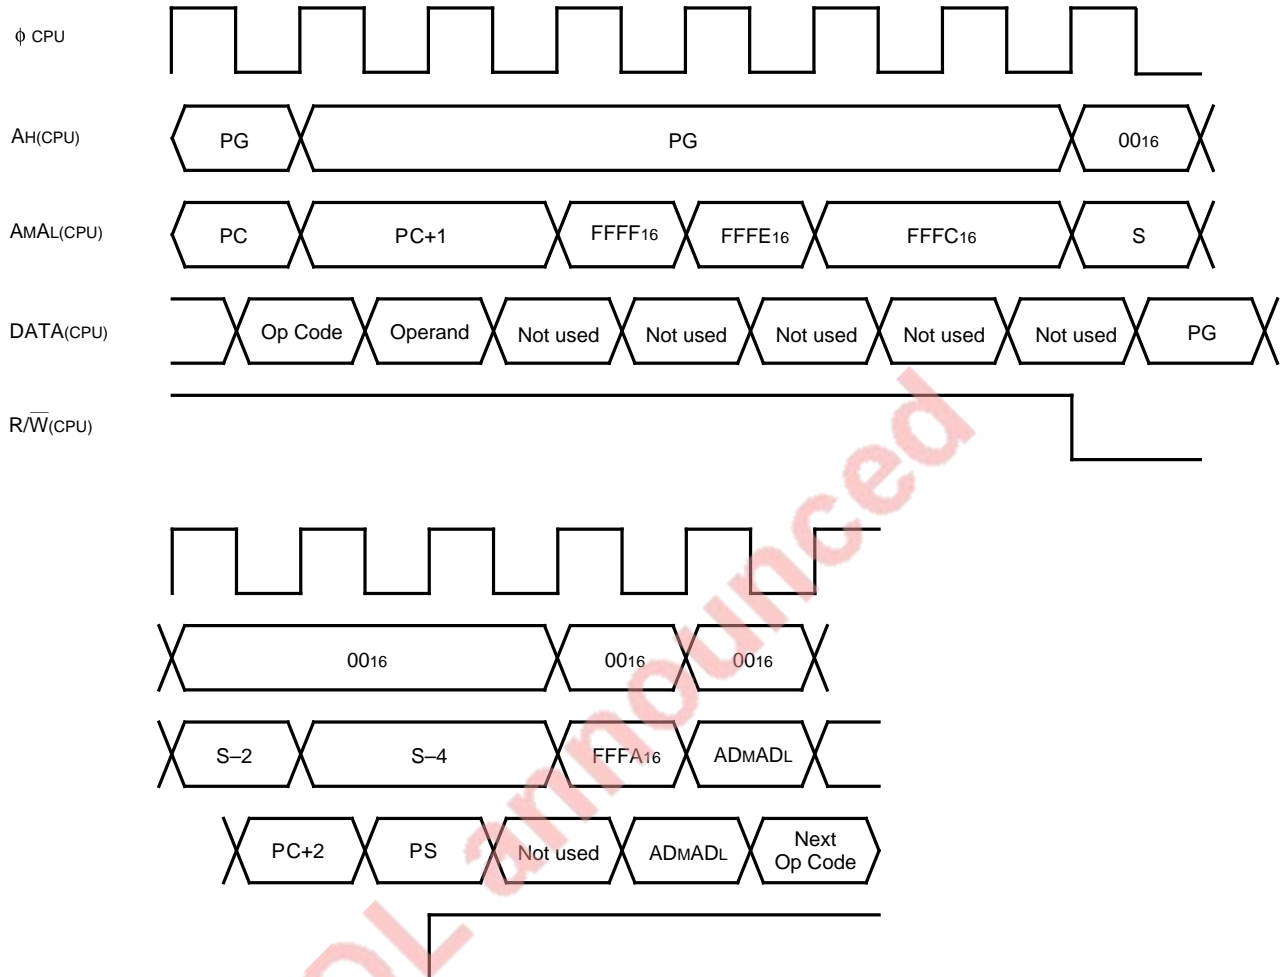 ϕ CPU
AH(CPU) PG PG 0016
AMAL(CPU) PC PC+1 FFFF16 FFFE16 FFFC16 S
DATA(CPU) Op Code Operand Not used Not used Not used Not used Not used PG
R/W̅(CPU)
0016 0016 0016
S–2 S–4 FFFA16 ADMADL
PC+2 PS Not used ADMADL Next
Op Code
OL announced